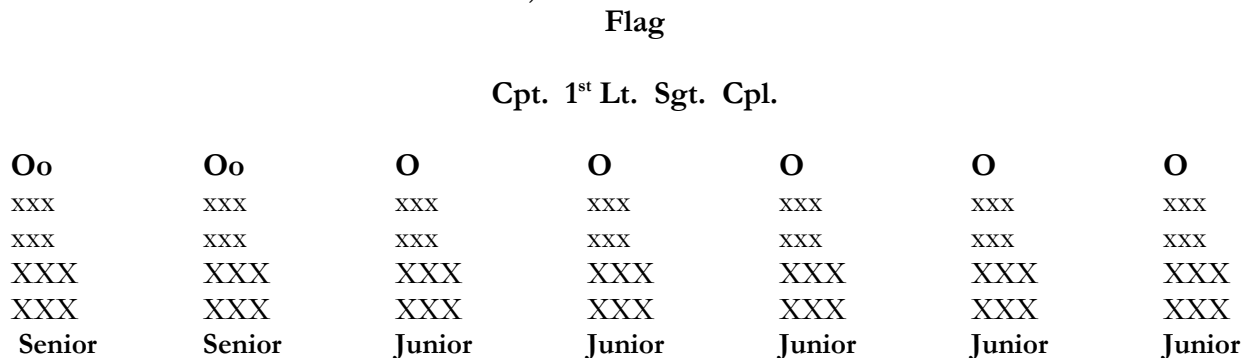 Flag
Cpt. 1st Lt. Sgt. Cpl.
Oo Oo O O O O O
xxx xxx xxx xxx xxx xxx xxx
xxx xxx xxx xxx xxx xxx xxx
XXX XXX XXX XXX XXX XXX XXX
XXX XXX XXX XXX XXX XXX XXX
Senior Senior Junior Junior Junior Junior Junior